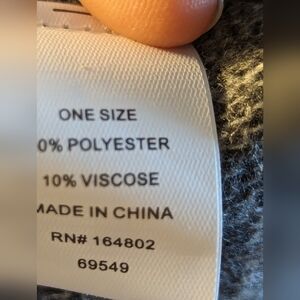 ONE SIZE
0% POLYESTER
10% VISCOSE
MADE IN CHINA
RN# 164802
69549